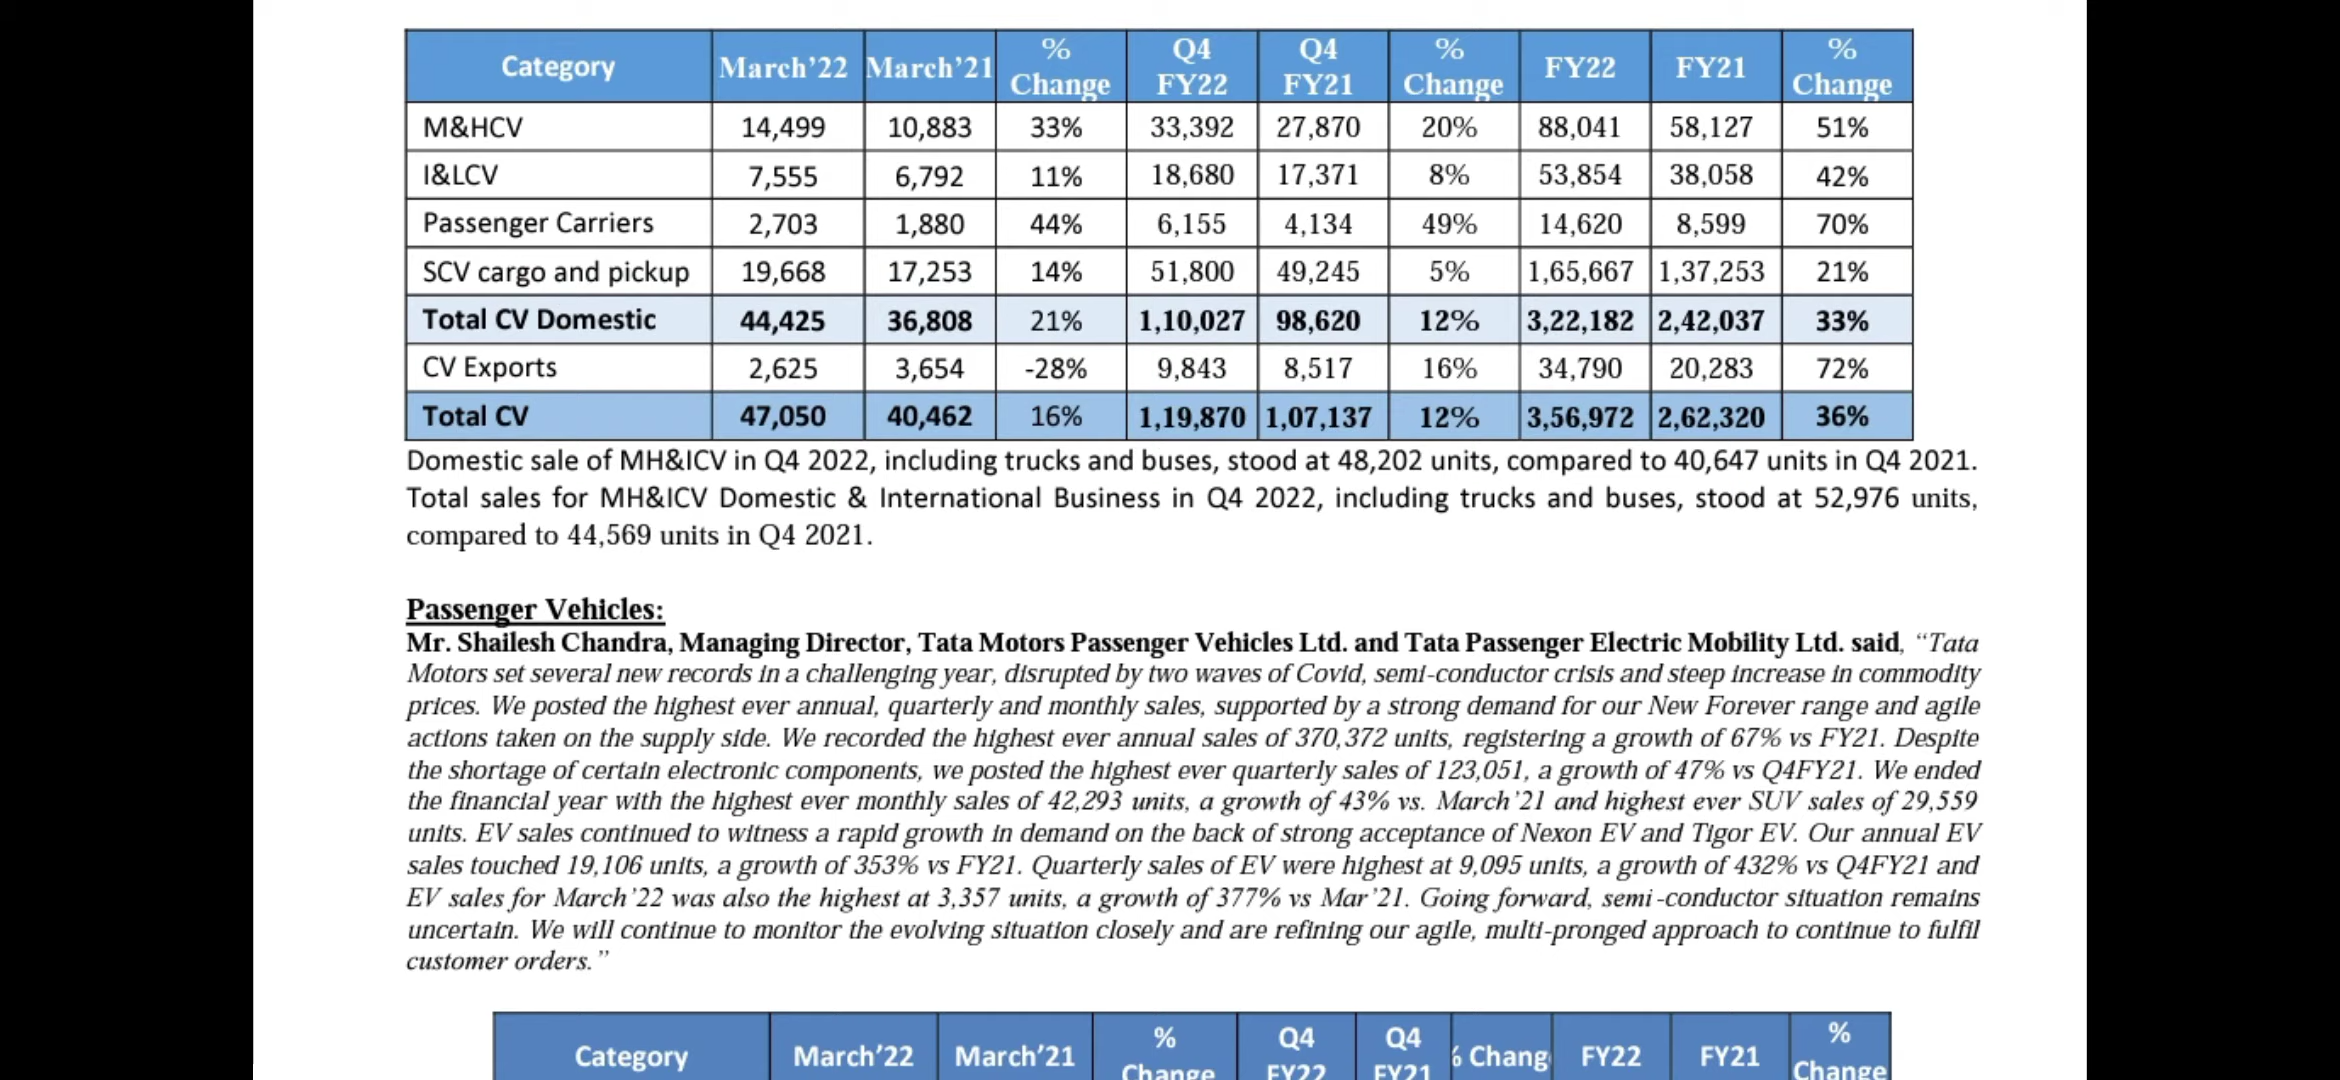 Category March’22 March’21 % Change Q4 FY22 Q4 FY21 % Change FY22 FY21 % Change
M&HCV 14,499 10,883 33% 33,392 27,870 20% 88,041 58,127 51%
I&LCV 7,555 6,792 11% 18,680 17,371 8% 53,854 38,058 42%
Passenger Carriers 2,703 1,880 44% 6,155 4,134 49% 14,620 8,599 70%
SCV cargo and pickup 19,668 17,253 14% 51,800 49,245 5% 1,65,667 1,37,253 21%
Total CV Domestic 44,425 36,808 21% 1,10,027 98,620 12% 3,22,182 2,42,037 33%
CV Exports 2,625 3,654 -28% 9,843 8,517 16% 34,790 20,283 72%
Total CV 47,050 40,462 16% 1,19,870 1,07,137 12% 3,56,972 2,62,320 36%
Domestic sale of MH&ICV in Q4 2022, including trucks and buses, stood at 48,202 units, compared to 40,647 units in Q4 2021.
Total sales for MH&ICV Domestic & International Business in Q4 2022, including trucks and buses, stood at 52,976 units,
compared to 44,569 units in Q4 2021.
Passenger Vehicles:
Mr. Shailesh Chandra, Managing Director, Tata Motors Passenger Vehicles Ltd. and Tata Passenger Electric Mobility Ltd. said, “Tata
Motors set several new records in a challenging year, disrupted by two waves of Covid, semi-conductor crisis and steep increase in commodity
prices. We posted the highest ever annual, quarterly and monthly sales, supported by a strong demand for our New Forever range and agile
actions taken on the supply side. We recorded the highest ever annual sales of 370,372 units, registering a growth of 67% vs FY21. Despite
the shortage of certain electronic components, we posted the highest ever quarterly sales of 123,051, a growth of 47% vs Q4FY21. We ended
the financial year with the highest ever monthly sales of 42,293 units, a growth of 43% vs. March’21 and highest ever SUV sales of 29,559
units. EV sales continued to witness a rapid growth in demand on the back of strong acceptance of Nexon EV and Tigor EV. Our annual EV
sales touched 19,106 units, a growth of 353% vs FY21. Quarterly sales of EV were highest at 9,095 units, a growth of 432% vs Q4FY21 and
EV sales for March’22 was also the highest at 3,357 units, a growth of 377% vs Mar’21. Going forward, semi-conductor situation remains
uncertain. We will continue to monitor the evolving situation closely and are refining our agile, multi-pronged approach to continue to fulfil
customer orders.”
Category March’22 March’21 % Change Q4 FY22 Q4 FY21 % Chang FY22 FY21 % Change